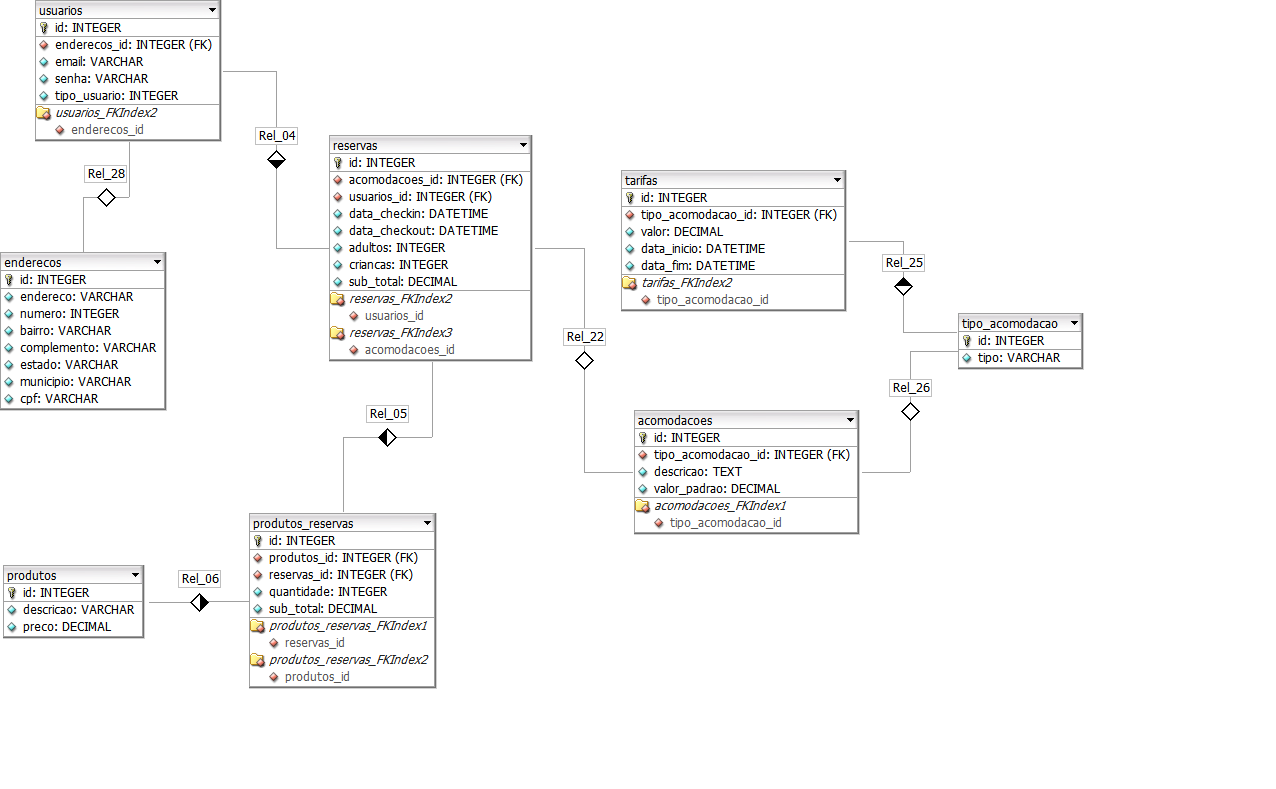 usuarios
id: INTEGER
enderecos_id: INTEGER (FK)
email: VARCHAR
senha: VARCHAR
tipo_usuario: INTEGER
usuarios_FKIndex2
enderecos_id
Rel_28
Rel_04
enderecos
id: INTEGER
endereco: VARCHAR
numero: INTEGER
bairro: VARCHAR
complemento: VARCHAR
estado: VARCHAR
municipio: VARCHAR
cpf: VARCHAR
reservas
id: INTEGER
acomodacoes_id: INTEGER (FK)
usuarios_id: INTEGER (FK)
data_checkin: DATETIME
data_checkout: DATETIME
adultos: INTEGER
criancas: INTEGER
sub_total: DECIMAL
reservas_FKIndex2
usuarios_id
reservas_FKIndex3
acomodacoes_id
Rel_22
Rel_05
tarifas
id: INTEGER
tipo_acomodacao_id: INTEGER (FK)
valor: DECIMAL
data_inicio: DATETIME
data_fim: DATETIME
tarifas_FKIndex2
tipo_acomodacao_id
Rel_25
tipo_acomodacao
id: INTEGER
tipo: VARCHAR
Rel_26
acomodacoes
id: INTEGER
tipo_acomodacao_id: INTEGER (FK)
descricao: TEXT
valor_padrao: DECIMAL
acomodacoes_FKIndex1
tipo_acomodacao_id
produtos_reservas
id: INTEGER
produtos_id: INTEGER (FK)
reservas_id: INTEGER (FK)
quantidade: INTEGER
sub_total: DECIMAL
produtos_reservas_FKIndex1
reservas_id
produtos_reservas_FKIndex2
produtos_id
Rel_06
produtos
id: INTEGER
descricao: VARCHAR
preco: DECIMAL